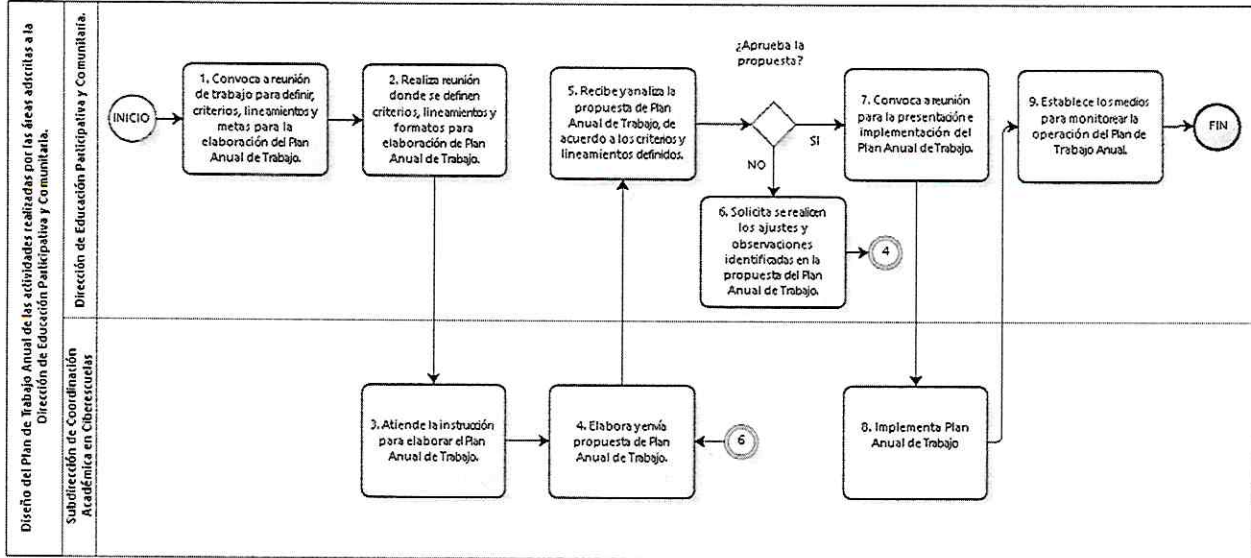 Diseño del Plan de Trabajo Anual de las actividades realizadas por las áreas adscritas a la
Dirección de Educación Participativa y Comunitaria.
Dirección de Educación Participativa y Comunitaria.
INICIO
1. Convoca a reunión
de trabajo para definir,
criterios, lineamientos y
metas para la
elaboración del Plan
Anual de Trabajo.
2. Realiza reunión
donde se definen
criterios, lineamientos y
formatos para
elaboración de Plan
Anual de Trabajo.
5. Recibe y analiza la
propuesta de Plan
Anual de Trabajo, de
acuerdo a los criterios y
lineamientos definidos.
¿Aprueba la
propuesta?
SI
NO
6. Solicita se realicen
los ajustes y
observaciones
identificadas en la
propuesta del Plan
Anual de Trabajo.
4
7. Convoca a reunión
para la presentación e
implementación del
Plan Anual de Trabajo.
9. Establece los medios
para monitorear la
operación del Plan de
Trabajo Anual.
FIN
Subdirección de Coordinación
Académica en Ciberescuelas
3. Atiende la instrucción
para elaborar el Plan
Anual de Trabajo.
4. Elabora y envía
propuesta de Plan
Anual de Trabajo.
6
8. Implementa Plan
Anual de Trabajo